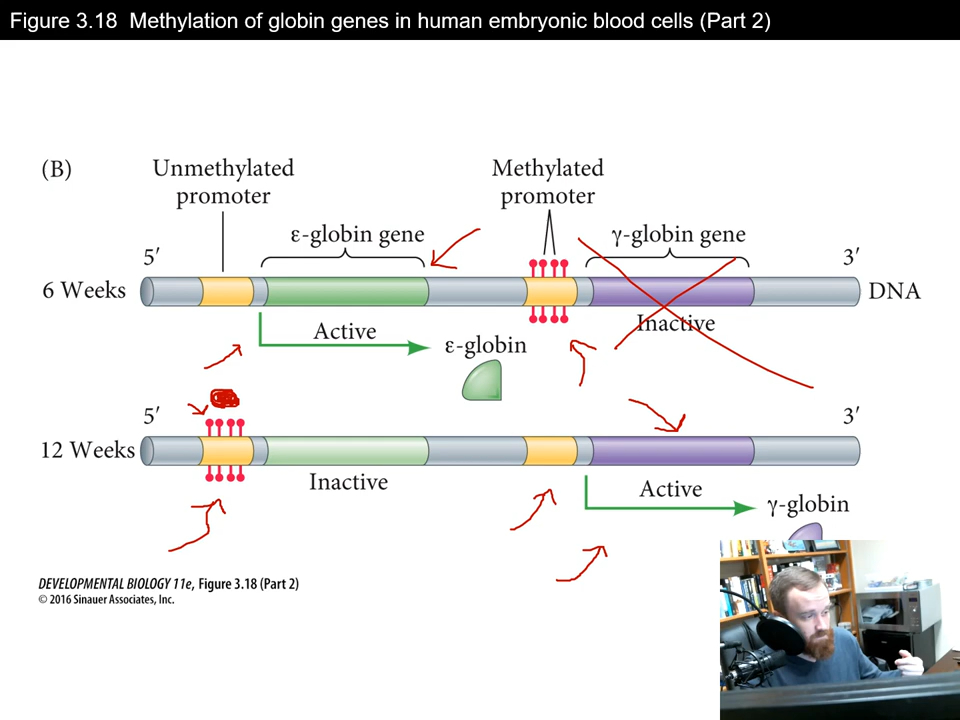 Figure 3.18 Methylation of globin genes in human embryonic blood cells (Part 2)
(B)
Unmethylated
promoter
Methylated
promoter
ε-globin gene
γ-globin gene
5′
3′
6 Weeks
DNA
Active
ε-globin
Inactive
5′
3′
12 Weeks
Inactive
Active
γ-globin
DEVELOPMENTAL BIOLOGY 11e, Figure 3.18 (Part 2)
© 2016 Sinauer Associates, Inc.